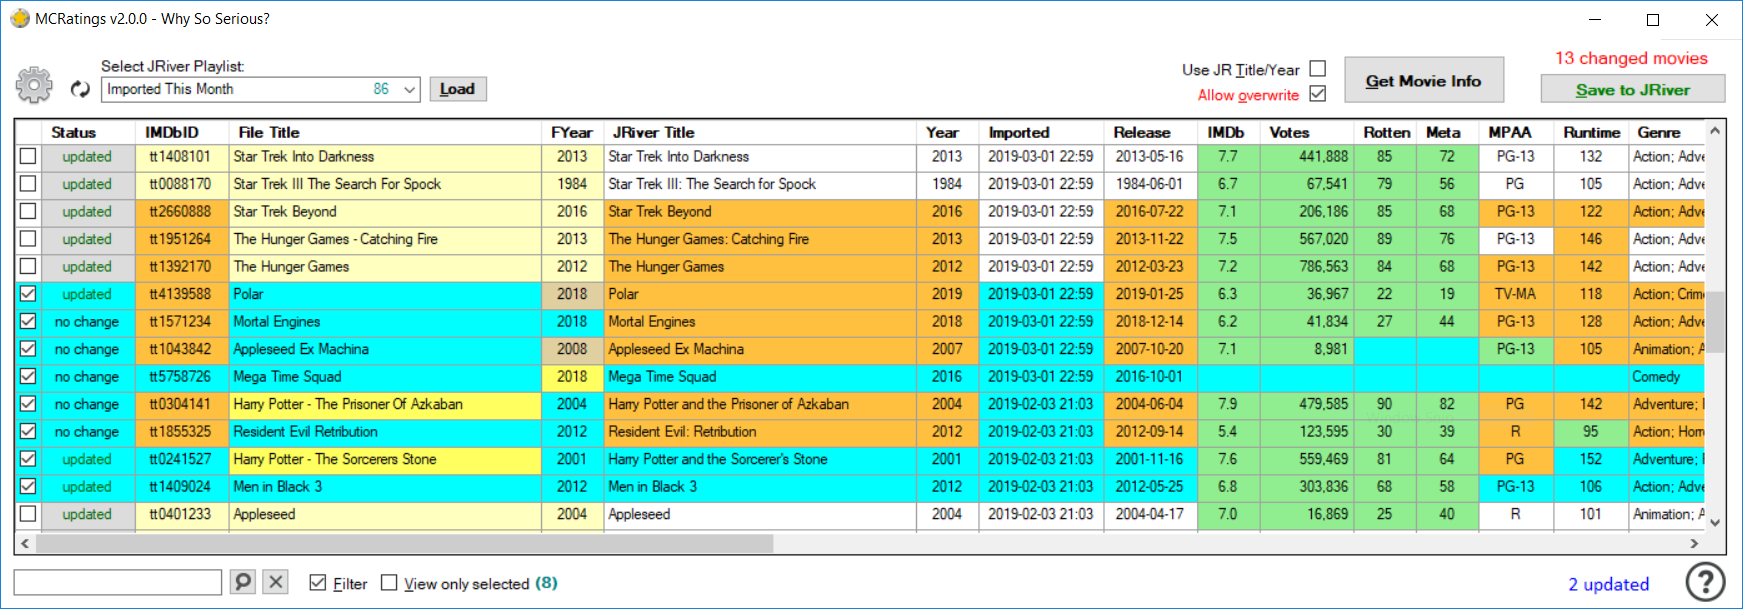 MCRatings v2.0.0 - Why So Serious?
Select JRiver Playlist:
Imported This Month 86
Load
Use JR Title/Year
Allow overwrite
Get Movie Info
13 changed movies
Save to JRiver
Status IMDbID File Title FYear JRiver Title Year Imported Release IMDb Votes Rotten Meta MPAA Runtime Genre
updated tt1408101 Star Trek Into Darkness 2013 Star Trek Into Darkness 2013 2019-03-01 22:59 2013-05-16 7.7 441,888 85 72 PG-13 132 Action; Adve
updated tt0088170 Star Trek III The Search For Spock 1984 Star Trek III: The Search for Spock 1984 2019-03-01 22:59 1984-06-01 6.7 67,541 79 56 PG 105 Action; Adve
updated tt2660888 Star Trek Beyond 2016 Star Trek Beyond 2016 2019-03-01 22:59 2016-07-22 7.1 206,186 85 68 PG-13 122 Action; Adve
updated tt1951264 The Hunger Games - Catching Fire 2013 The Hunger Games: Catching Fire 2013 2019-03-01 22:59 2013-11-22 7.5 567,020 89 76 PG-13 146 Action; Adve
updated tt1392170 The Hunger Games 2012 The Hunger Games 2012 2019-03-01 22:59 2012-03-23 7.2 786,563 84 68 PG-13 142 Action; Adve
updated tt4139588 Polar 2018 Polar 2019 2019-03-01 22:59 2019-01-25 6.3 36,967 22 19 TV-MA 118 Action; Crim
no change tt1571234 Mortal Engines 2018 Mortal Engines 2018 2019-03-01 22:59 2018-12-14 6.2 41,834 27 44 PG-13 128 Action; Adve
no change tt1043842 Appleseed Ex Machina 2008 Appleseed Ex Machina 2007 2019-03-01 22:59 2007-10-20 7.1 8,981 PG-13 105 Animation; A
no change tt5758726 Mega Time Squad 2018 Mega Time Squad 2016 2019-03-01 22:59 2016-10-01 Comedy
no change tt0304141 Harry Potter - The Prisoner Of Azkaban 2004 Harry Potter and the Prisoner of Azkaban 2004 2019-02-03 21:03 2004-06-04 7.9 479,585 90 82 PG 142 Adventure; F
no change tt1855325 Resident Evil Retribution 2012 Resident Evil: Retribution 2012 2019-02-03 21:03 2012-09-14 5.4 123,595 30 39 R 95 Action; Horr
updated tt0241527 Harry Potter - The Sorcerers Stone 2001 Harry Potter and the Sorcerer's Stone 2001 2019-02-03 21:03 2001-11-16 7.6 559,469 81 64 PG 152 Adventure; F
updated tt1409024 Men in Black 3 2012 Men in Black 3 2012 2019-02-03 21:03 2012-05-25 6.8 303,836 68 58 PG-13 106 Action; Adve
updated tt0401233 Appleseed 2004 Appleseed 2004 2019-02-03 21:03 2004-04-17 7.0 16,869 25 40 R 101 Animation; A
Filter View only selected (8)
2 updated